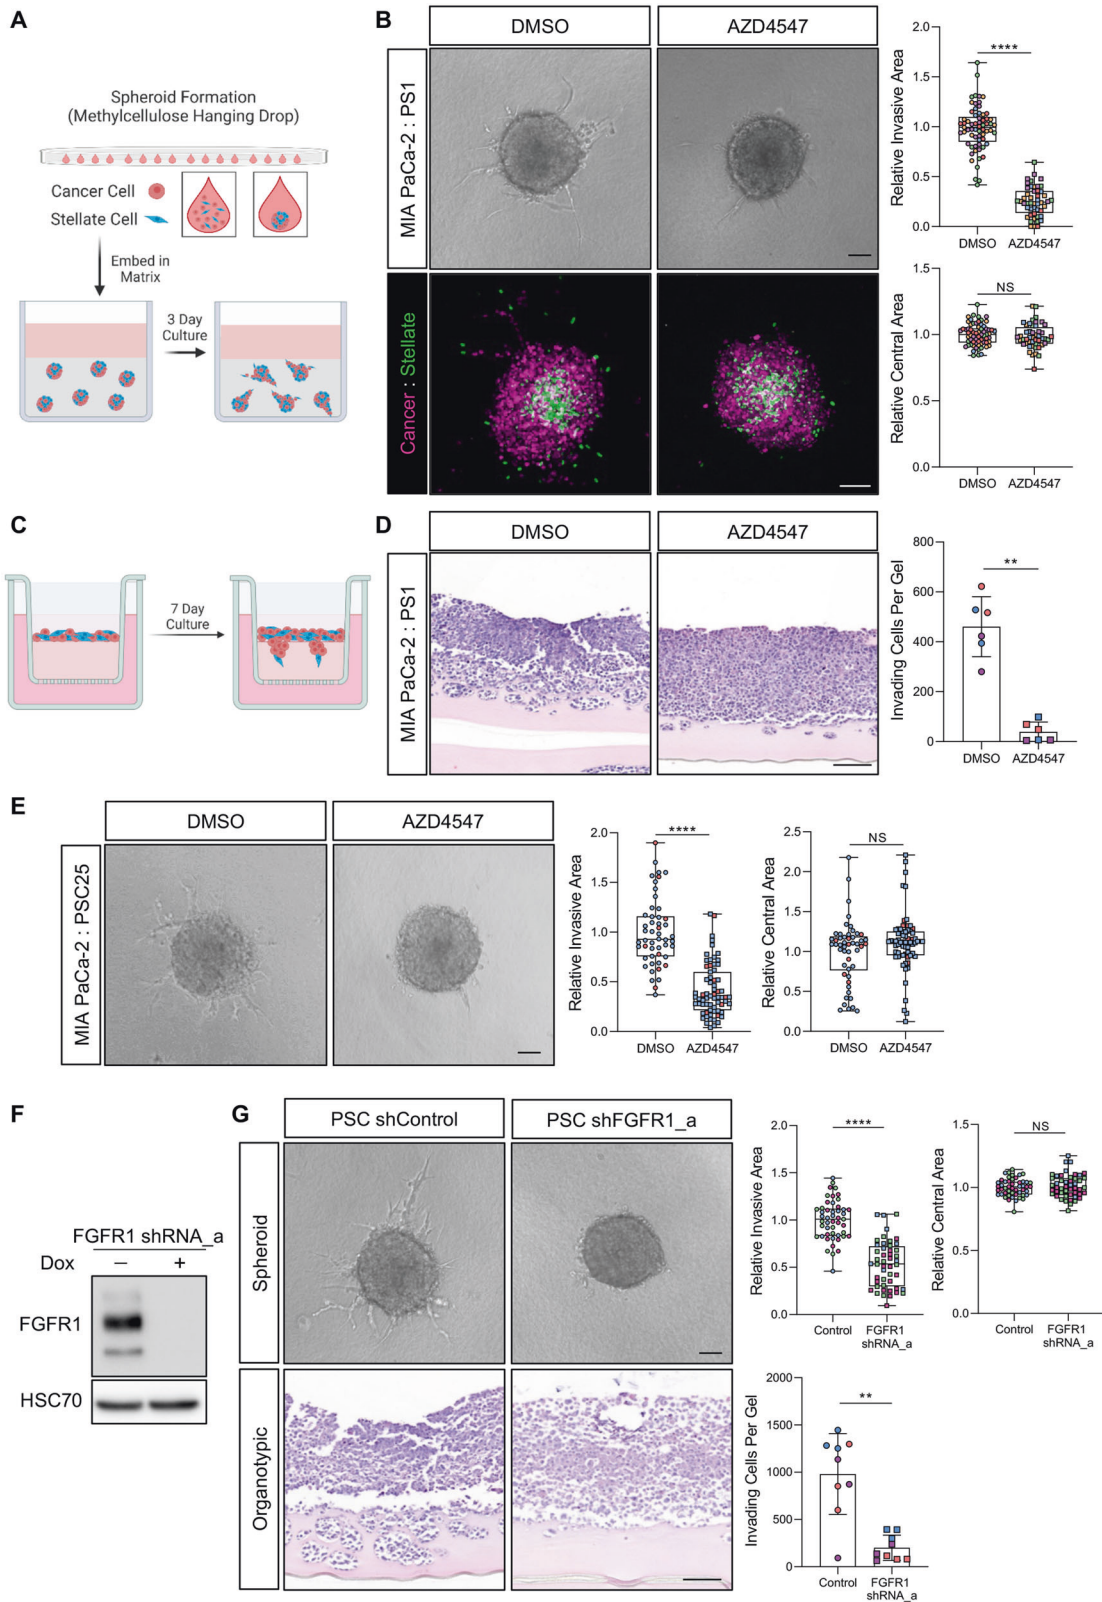 A
Spheroid Formation
(Methylcellulose Hanging Drop)
Cancer Cell
Stellate Cell
Embed in
Matrix
3 Day
Culture
B
DMSO
AZD4547
MIA PaCa-2 : PS1
Cancer : Stellate
Relative Invasive Area
2.0
1.5
1.0
0.5
0.0
****
DMSO
AZD4547
Relative Central Area
1.5
1.0
0.5
0.0
NS
DMSO
AZD4547
C
7 Day
Culture
D
DMSO
AZD4547
MIA PaCa-2 : PS1
Invading Cells Per Gel
800
600
400
200
0
**
DMSO
AZD4547
E
DMSO
AZD4547
MIA PaCa-2 : PSC25
Relative Invasive Area
2.0
1.5
1.0
0.5
0.0
****
DMSO
AZD4547
Relative Central Area
2.5
2.0
1.5
1.0
0.5
0.0
NS
DMSO
AZD4547
F
FGFR1 shRNA_a
Dox
–
+
FGFR1
HSC70
G
PSC shControl
PSC shFGFR1_a
Spheroid
Organotypic
Relative Invasive Area
2.0
1.5
1.0
0.5
0.0
****
Control
FGFR1
shRNA_a
Relative Central Area
1.5
1.0
0.5
0.0
NS
Control
FGFR1
shRNA_a
Invading Cells Per Gel
2000
1500
1000
500
0
**
Control
FGFR1
shRNA_a